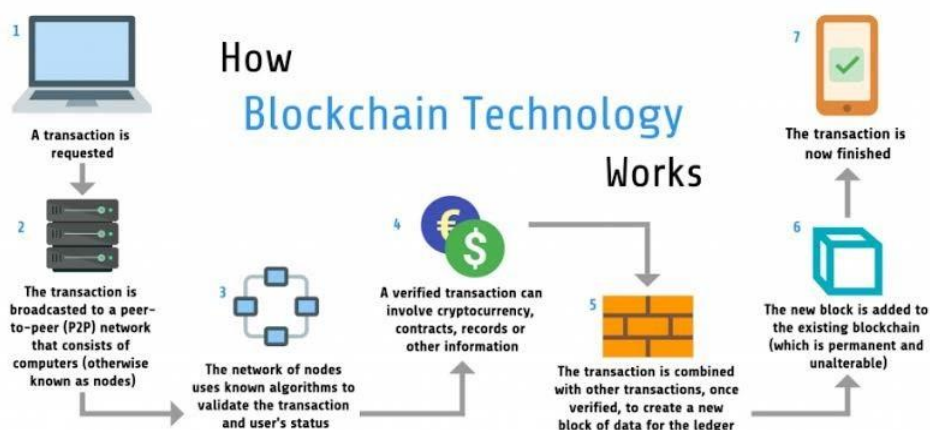 How
Blockchain Technology
Works
1
A transaction is
requested
2
The transaction is
broadcasted to a peer-
to-peer (P2P) network
that consists of
computers (otherwise
known as nodes)
3
The network of nodes
uses known algorithms to
validate the transaction
and user's status
4
€
$
A verified transaction can
involve cryptocurrency,
contracts, records or
other information
5
The transaction is combined
with other transactions, once
verified, to create a new
block of data for the ledger
6
The new block is added to
the existing blockchain
(which is permanent and
unalterable)
7
The transaction is
now finished